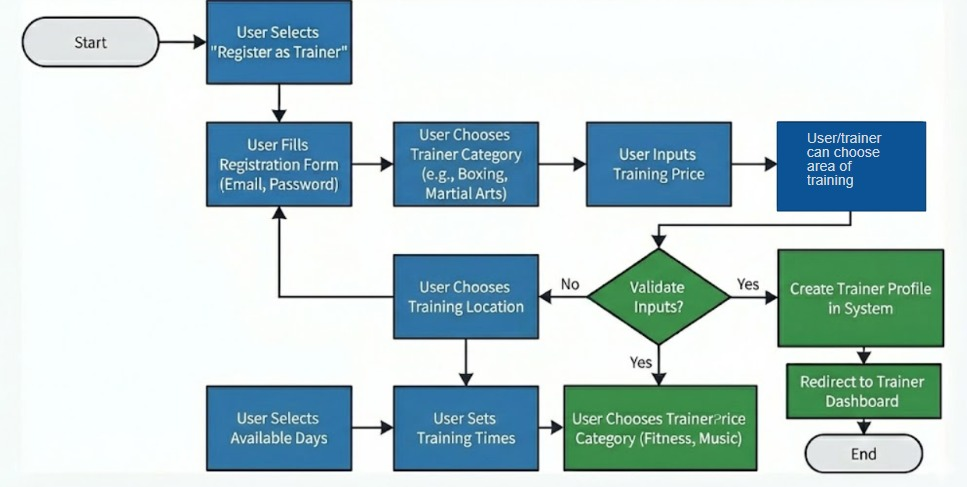 Start
User Selects
"Register as Trainer"
User Fills
Registration Form
(Email, Password)
User Chooses
Trainer Category
(e.g., Boxing,
Martial Arts)
User Inputs
Training Price
User/trainer
can choose
area of
training
User Chooses
Training Location
No
Validate
Inputs?
Yes
Create Trainer Profile
in System
Yes
Redirect to Trainer
Dashboard
User Selects
Available Days
User Sets
Training Times
User Chooses Trainer?rice
Category (Fitness, Music)
End